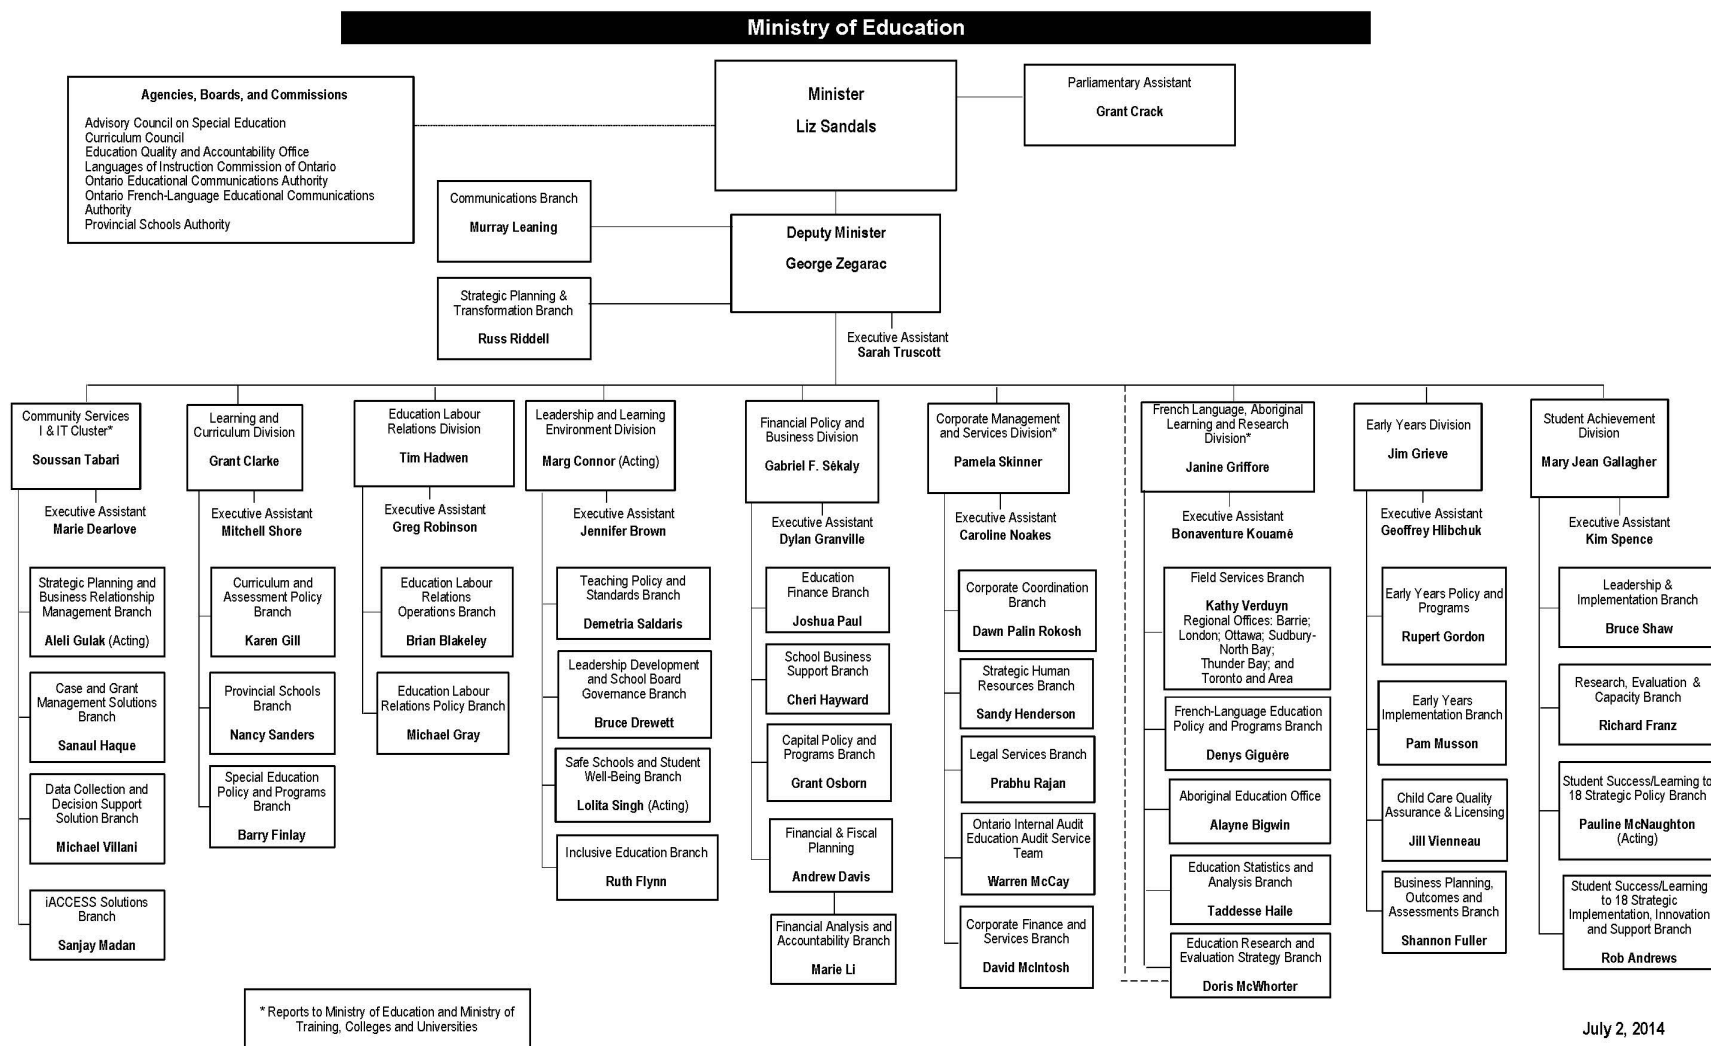 Ministry of Education
Agencies, Boards, and Commissions
Advisory Council on Special Education
Curriculum Council
Education Quality and Accountability Office
Languages of Instruction Commission of Ontario
Ontario Educational Communications Authority
Ontario French-Language Educational Communications
Authority
Provincial Schools Authority
Minister
Liz Sandals
Parliamentary Assistant
Grant Crack
Communications Branch
Murray Leaning
Deputy Minister
George Zegarac
Strategic Planning &
Transformation Branch
Russ Riddell
Executive Assistant
Sarah Truscott
Community Services
I & IT Cluster*
Soussan Tabari
Executive Assistant
Marie Dearlove
Strategic Planning and
Business Relationship
Management Branch
Aleli Gulak (Acting)
Case and Grant
Management Solutions
Branch
Sanaul Haque
Data Collection and
Decision Support
Solution Branch
Michael Villani
iACCESS Solutions
Branch
Sanjay Madan
Learning and
Curriculum Division
Grant Clarke
Executive Assistant
Mitchell Shore
Curriculum and
Assessment Policy
Branch
Karen Gill
Provincial Schools
Branch
Nancy Sanders
Special Education
Policy and Programs
Branch
Barry Finlay
Education Labour
Relations Division
Tim Hadwen
Executive Assistant
Greg Robinson
Education Labour
Relations
Operations Branch
Brian Blakeley
Education Labour
Relations Policy Branch
Michael Gray
Leadership and Learning
Environment Division
Marg Connor (Acting)
Executive Assistant
Jennifer Brown
Teaching Policy and
Standards Branch
Demetria Saldaris
Leadership Development
and School Board
Governance Branch
Bruce Drewett
Safe Schools and Student
Well-Being Branch
Lolita Singh (Acting)
Inclusive Education Branch
Ruth Flynn
Financial Policy and
Business Division
Gabriel F. Sékaly
Executive Assistant
Dylan Granville
Education
Finance Branch
Joshua Paul
School Business
Support Branch
Cheri Hayward
Capital Policy and
Programs Branch
Grant Osborn
Financial & Fiscal
Planning
Andrew Davis
Financial Analysis and
Accountability Branch
Marie Li
Corporate Management
and Services Division*
Pamela Skinner
Executive Assistant
Caroline Noakes
Corporate Coordination
Branch
Dawn Palin Rokosh
Strategic Human
Resources Branch
Sandy Henderson
Legal Services Branch
Prabhu Rajan
Ontario Internal Audit
Education Audit Service
Team
Warren McCay
Corporate Finance and
Services Branch
David McIntosh
French Language, Aboriginal
Learning and Research
Division*
Janine Griffore
Executive Assistant
Bonaventure Kouamé
Field Services Branch
Kathy Verduyn
Regional Offices: Barrie;
London; Ottawa; Sudbury-
North Bay;
Thunder Bay; and
Toronto and Area
French-Language Education
Policy and Programs Branch
Denys Giguère
Aboriginal Education Office
Alayne Bigwin
Education Statistics and
Analysis Branch
Taddesse Haile
Education Research and
Evaluation Strategy Branch
Doris McWhorter
Early Years Division
Jim Grieve
Executive Assistant
Geoffrey Hlibchuk
Early Years Policy and
Programs
Rupert Gordon
Early Years
Implementation Branch
Pam Musson
Child Care Quality
Assurance & Licensing
Jill Vienneau
Business Planning,
Outcomes and
Assessments Branch
Shannon Fuller
Student Achievement
Division
Mary Jean Gallagher
Executive Assistant
Kim Spence
Leadership &
Implementation Branch
Bruce Shaw
Research, Evaluation &
Capacity Branch
Richard Franz
Student Success/Learning to
18 Strategic Policy Branch
Pauline McNaughton
(Acting)
Student Success/Learning
to 18 Strategic
Implementation, Innovation
and Support Branch
Rob Andrews
* Reports to Ministry of Education and Ministry of
Training, Colleges and Universities
July 2, 2014